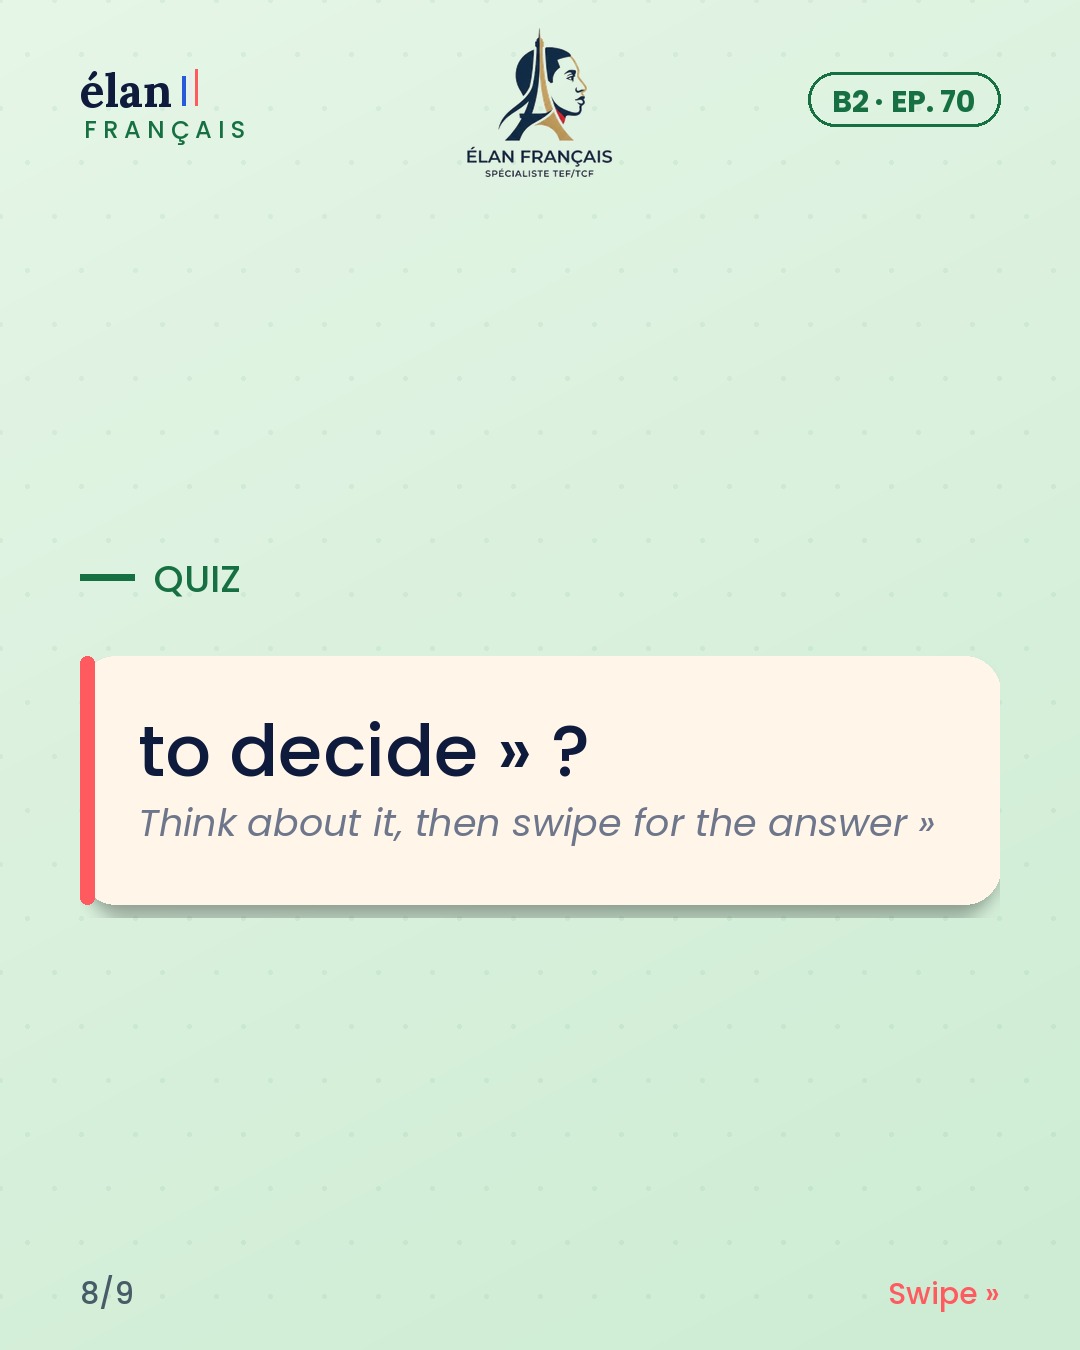 élan
FRANÇAIS
ÉLAN FRANÇAIS
SPÉCIALISTE TEF/TCF
B2 · EP. 70
QUIZ
to decide » ?
Think about it, then swipe for the answer »
8/9
Swipe »